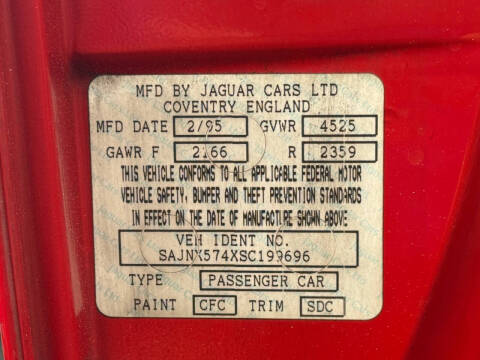 MFD BY JAGUAR CARS LTD
COVENTRY ENGLAND
MFD DATE 2/95 GVWR 4525
GAWR F 2166 R 2359
THIS VEHICLE CONFORMS TO ALL APPLICABLE FEDERAL MOTOR
VEHICLE SAFETY, BUMPER AND THEFT PREVENTION STANDARDS
IN EFFECT ON THE DATE OF MANUFACTURE SHOWN ABOVE
VEH IDENT NO.
SAJNX574XSC199696
TYPE PASSENGER CAR
PAINT CFC TRIM SDC